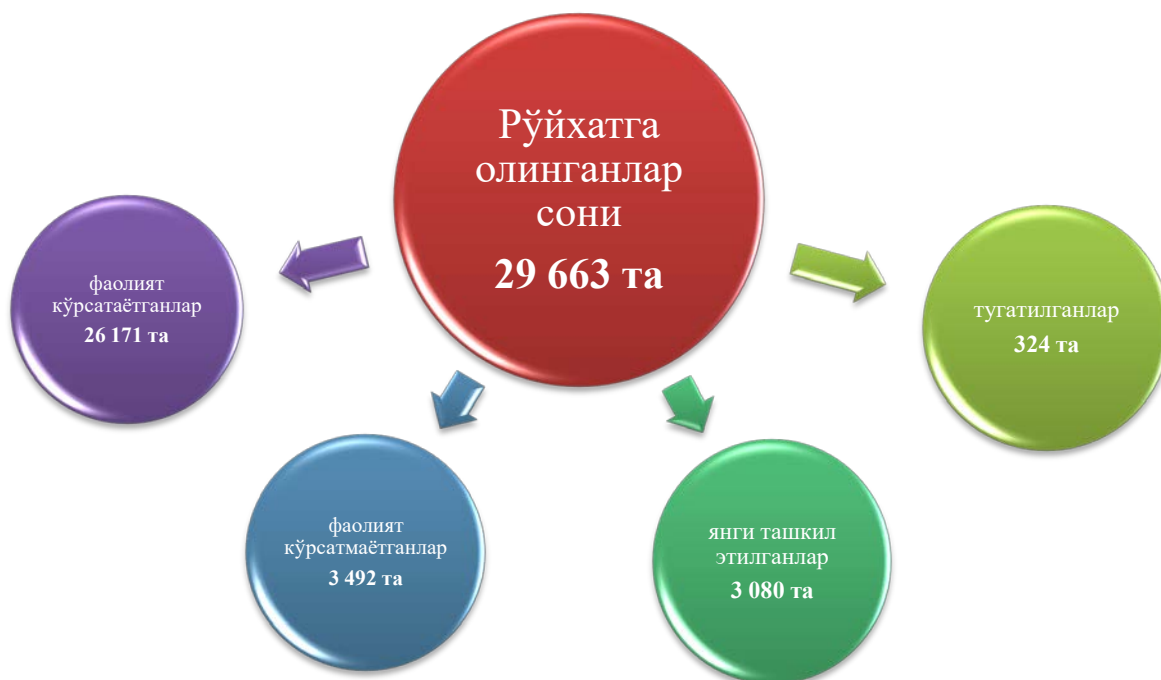 Рўйхатга
олинганлар
сони
29 663 та
фаолият
кўрсатаётганлар
26 171 та
тугатилганлар
324 та
фаолият
кўрсатмаётганлар
3 492 та
янги ташкил
этилганлар
3 080 та